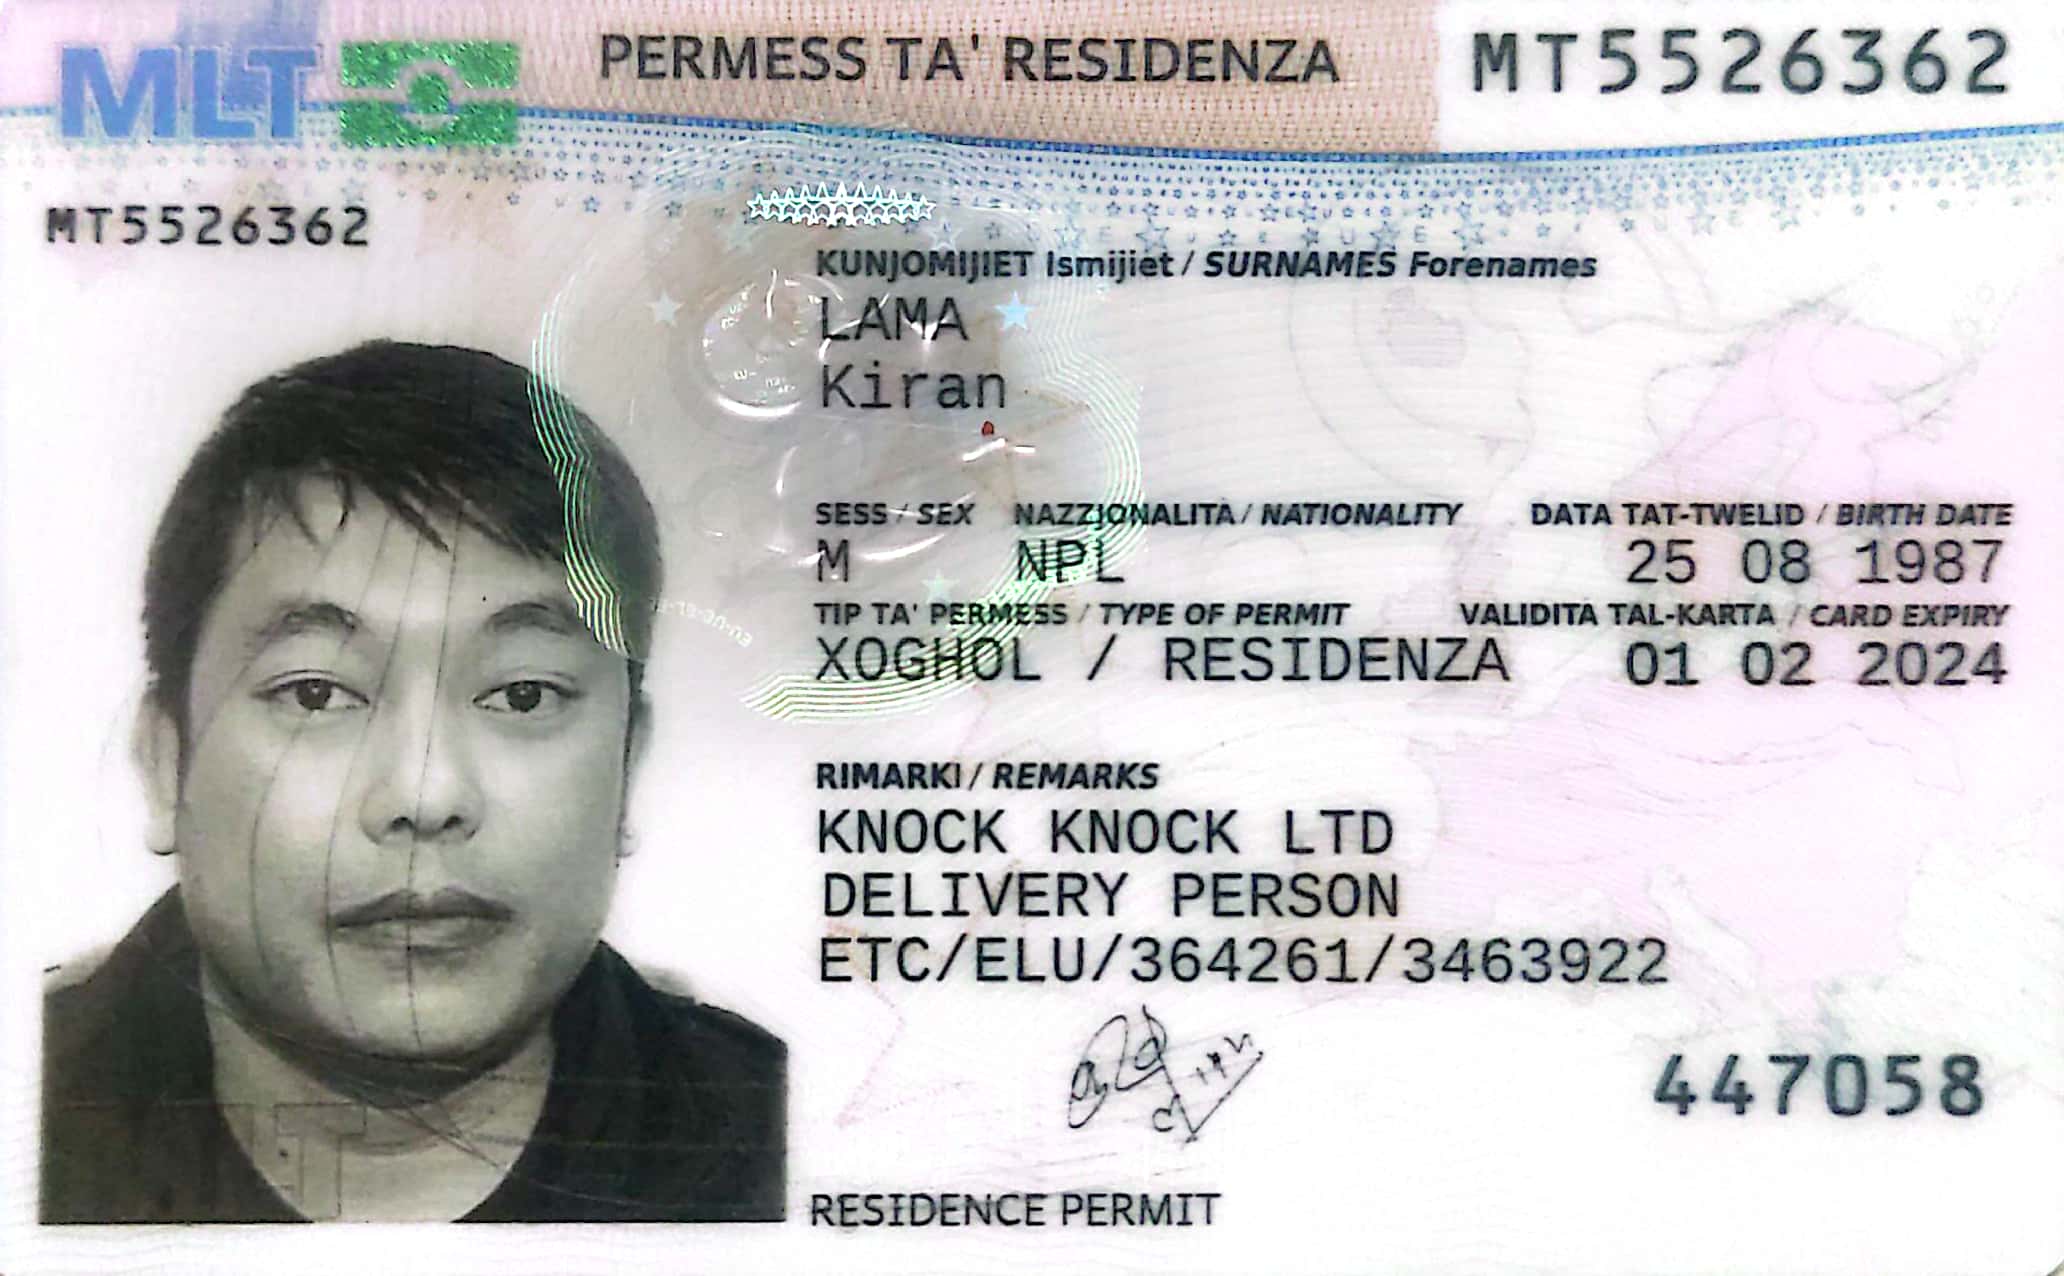 MLT PERMESS TA' RESIDENZA MT5526362
MT5526362
KUNJOMIJIET Ismijiet / SURNAMES Forenames
LAMA
Kiran
SESS / SEX NAZZJONALITÀ / NATIONALITY DATA TAT-TWELID / BIRTH DATE
M NPL 25 08 1987
TIP TA' PERMESS / TYPE OF PERMIT VALIDITÀ TAL-KARTA / CARD EXPIRY
XOGHOL / RESIDENZA 01 02 2024
RIMARKI / REMARKS
KNOCK KNOCK LTD
DELIVERY PERSON
ETC/ELU/364261/3463922
447058
RESIDENCE PERMIT